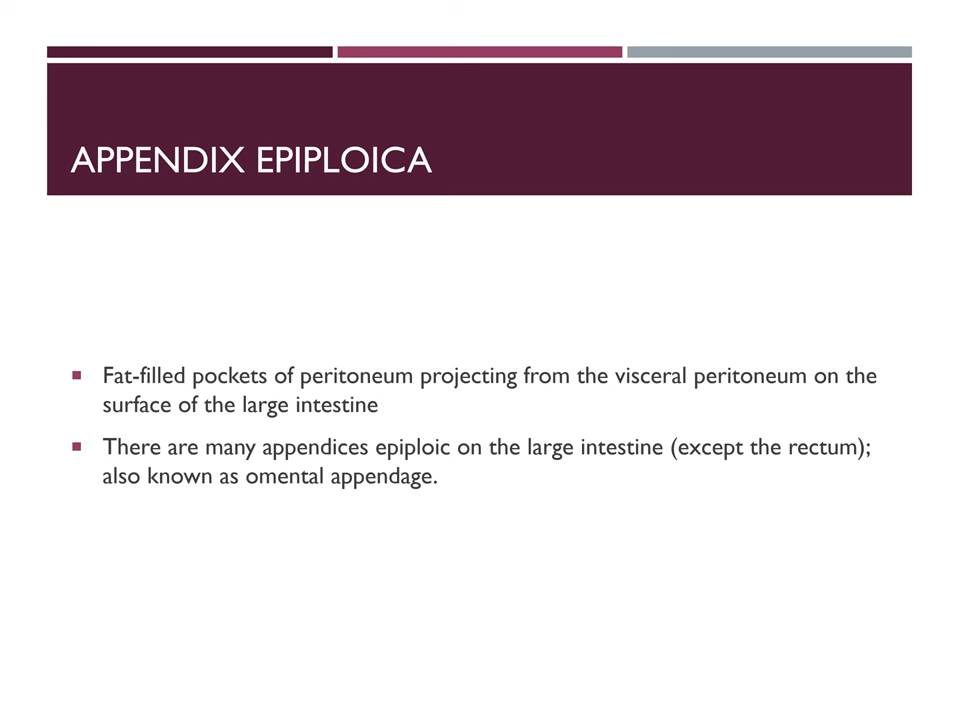 APPENDIX EPIPLOICA
Fat-filled pockets of peritoneum projecting from the visceral peritoneum on the
surface of the large intestine
There are many appendices epiploic on the large intestine (except the rectum);
also known as omental appendage.